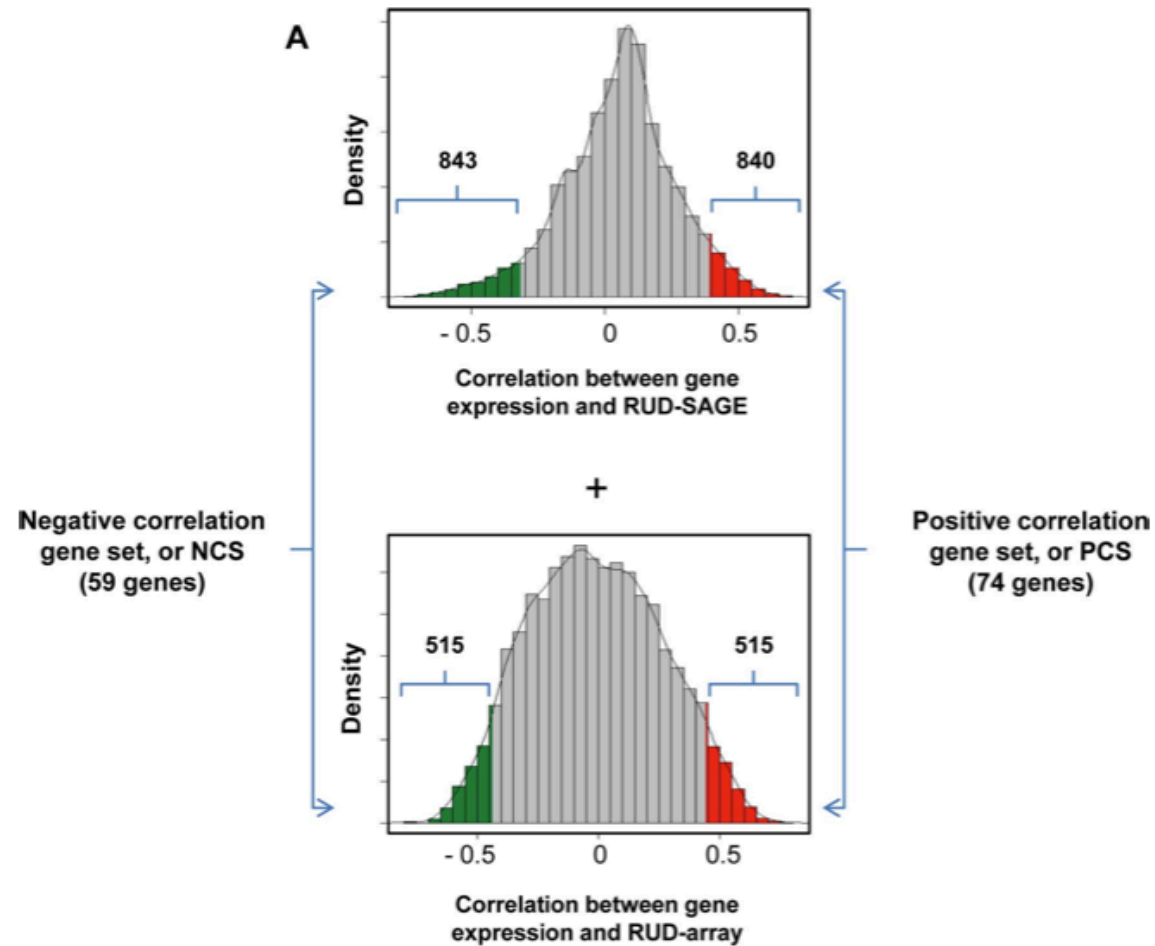 A
Density
843
840
- 0.5
0
0.5
Correlation between gene
expression and RUD-SAGE
+
Negative correlation
gene set, or NCS
(59 genes)
Positive correlation
gene set, or PCS
(74 genes)
Density
515
515
- 0.5
0
0.5
Correlation between gene
expression and RUD-array